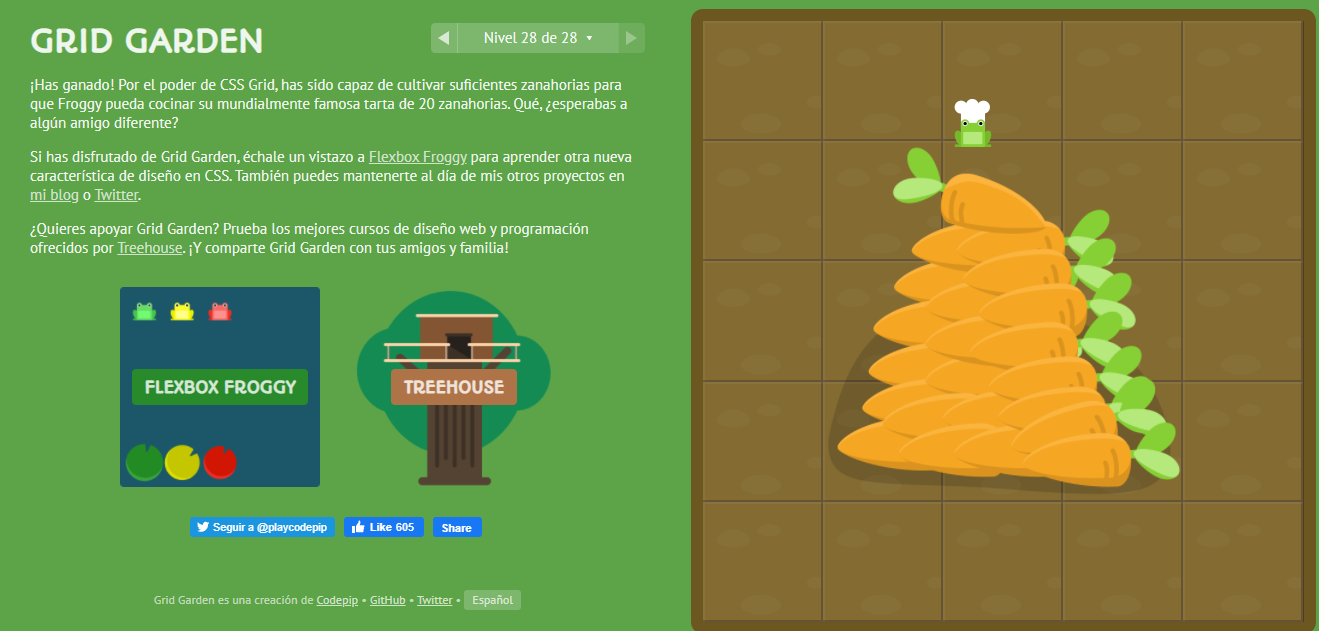 GRID GARDEN
Nivel 28 de 28
¡Has ganado! Por el poder de CSS Grid, has sido capaz de cultivar suficientes zanahorias para
que Froggy pueda cocinar su mundialmente famosa tarta de 20 zanahorias. Qué, ¿esperabas a
algún amigo diferente?
Si has disfrutado de Grid Garden, échale un vistazo a Flexbox Froggy para aprender otra nueva
característica de diseño en CSS. También puedes mantenerte al día de mis otros proyectos en
mi blog o Twitter.
¿Quieres apoyar Grid Garden? Prueba los mejores cursos de diseño web y programación
ofrecidos por Treehouse. ¡Y comparte Grid Garden con tus amigos y familia!
FLEXBOX FROGGY
TREEHOUSE
Seguir a @playcodepip
Like 605
Share
Grid Garden es una creación de Codepip • GitHub • Twitter • Español